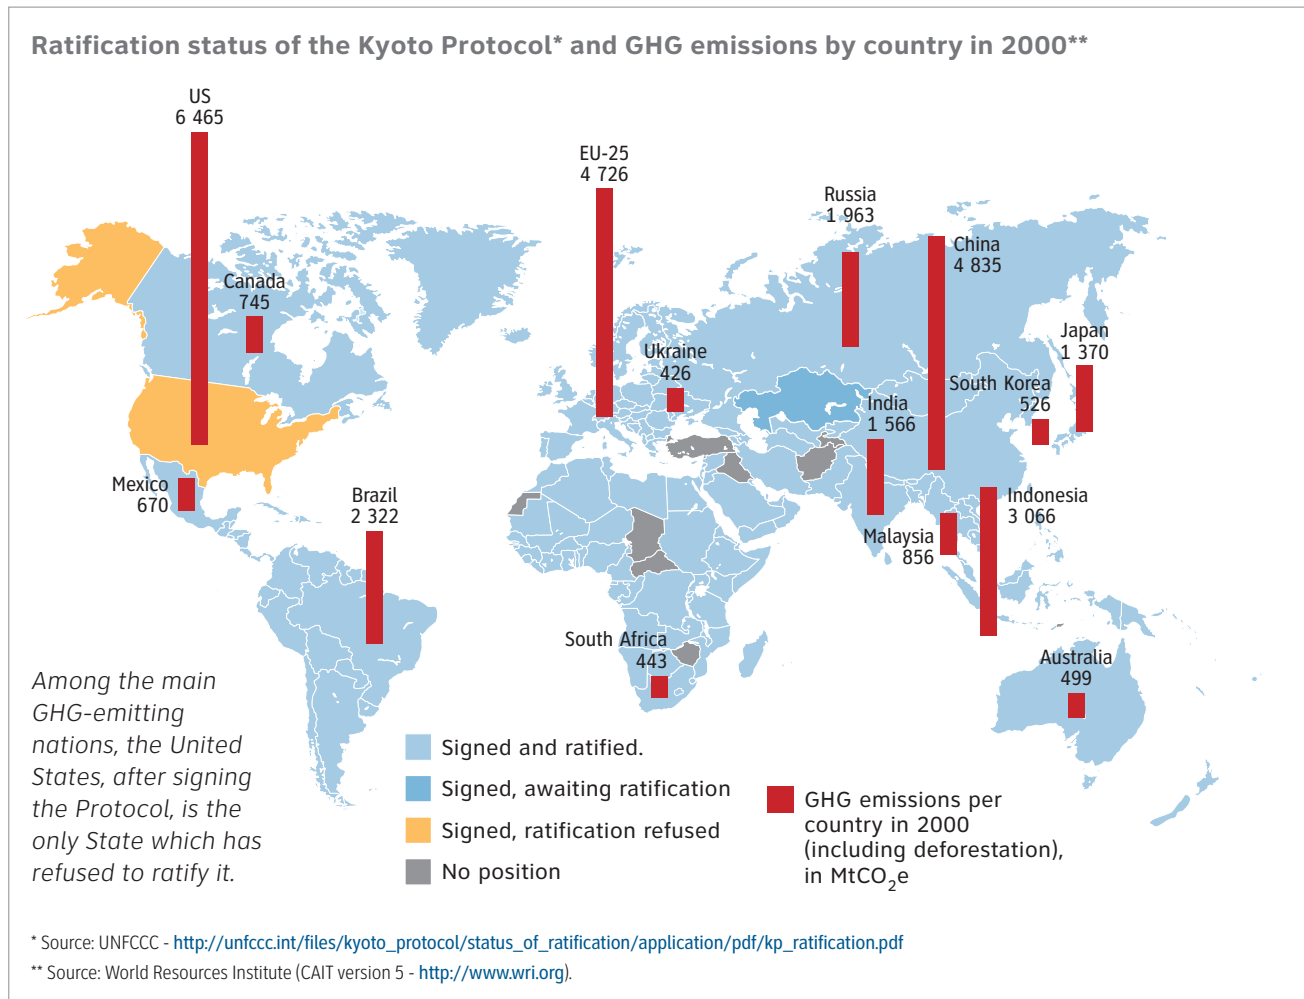 Ratification status of the Kyoto Protocol* and GHG emissions by country in 2000**
US
6 465
EU-25
4 726
Russia
1 963
China
4 835
Canada
745
Japan
1 370
Ukraine
426
South Korea
526
India
1 566
Mexico
670
Brazil
2 322
Indonesia
3 066
Malaysia
856
South Africa
443
Australia
499
Among the main
GHG-emitting
nations, the United
States, after signing
the Protocol, is the
only State which has
refused to ratify it.
Signed and ratified.
Signed, awaiting ratification
Signed, ratification refused
No position
GHG emissions per
country in 2000
(including deforestation),
in MtCO₂e
* Source: UNFCCC - http://unfccc.int/files/kyoto_protocol/status_of_ratification/application/pdf/kp_ratification.pdf
** Source: World Resources Institute (CAIT version 5 - http://www.wri.org).